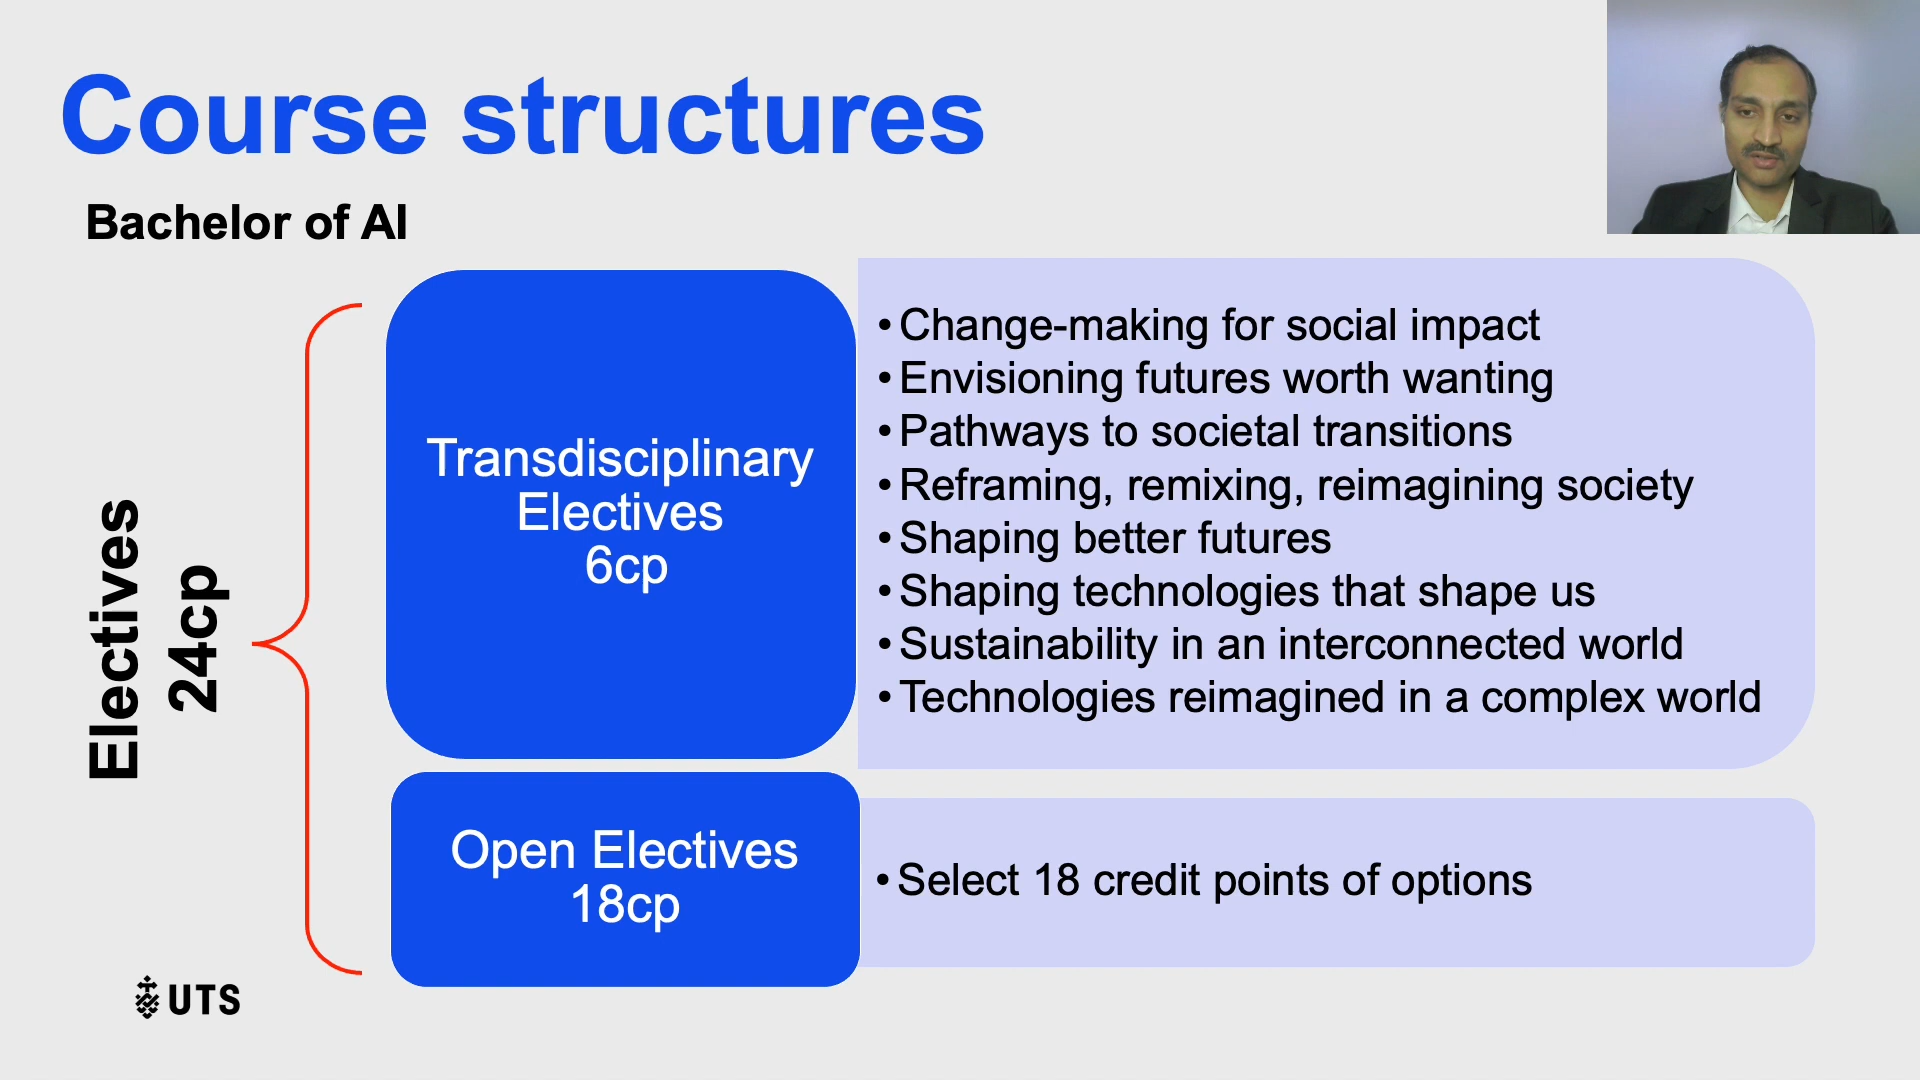 Course structures
Bachelor of AI
Electives
24cp
Transdisciplinary
Electives
6cp
• Change-making for social impact
• Envisioning futures worth wanting
• Pathways to societal transitions
• Reframing, remixing, reimagining society
• Shaping better futures
• Shaping technologies that shape us
• Sustainability in an interconnected world
• Technologies reimagined in a complex world
Open Electives
18cp
• Select 18 credit points of options
UTS